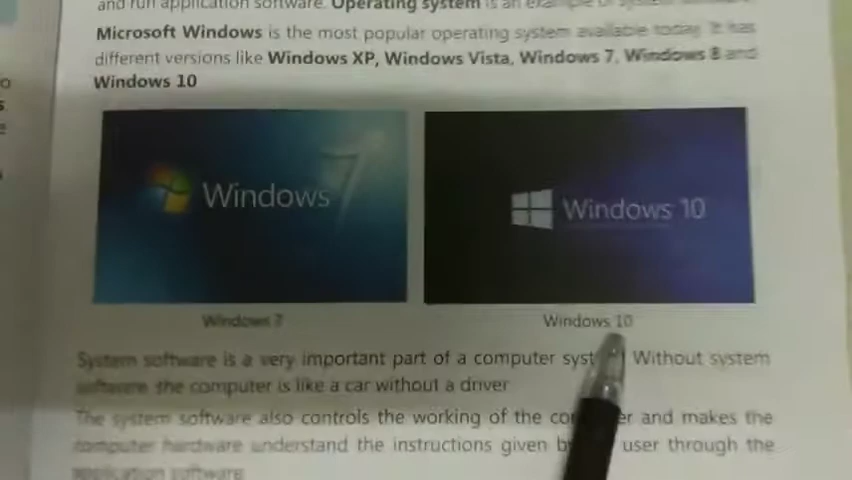 and run application software. Operating system is an example of system software.
Microsoft Windows is the most popular operating system available today. It has
different versions like Windows XP, Windows Vista, Windows 7, Windows 8 and
Windows 10
Windows 7
Windows 10
Windows 7
Windows 10
System software is a very important part of a computer Without system
software the computer is like a car without a driver
The system software also controls the working of the and makes the
computer hardware understand the instructions given user through the
application software